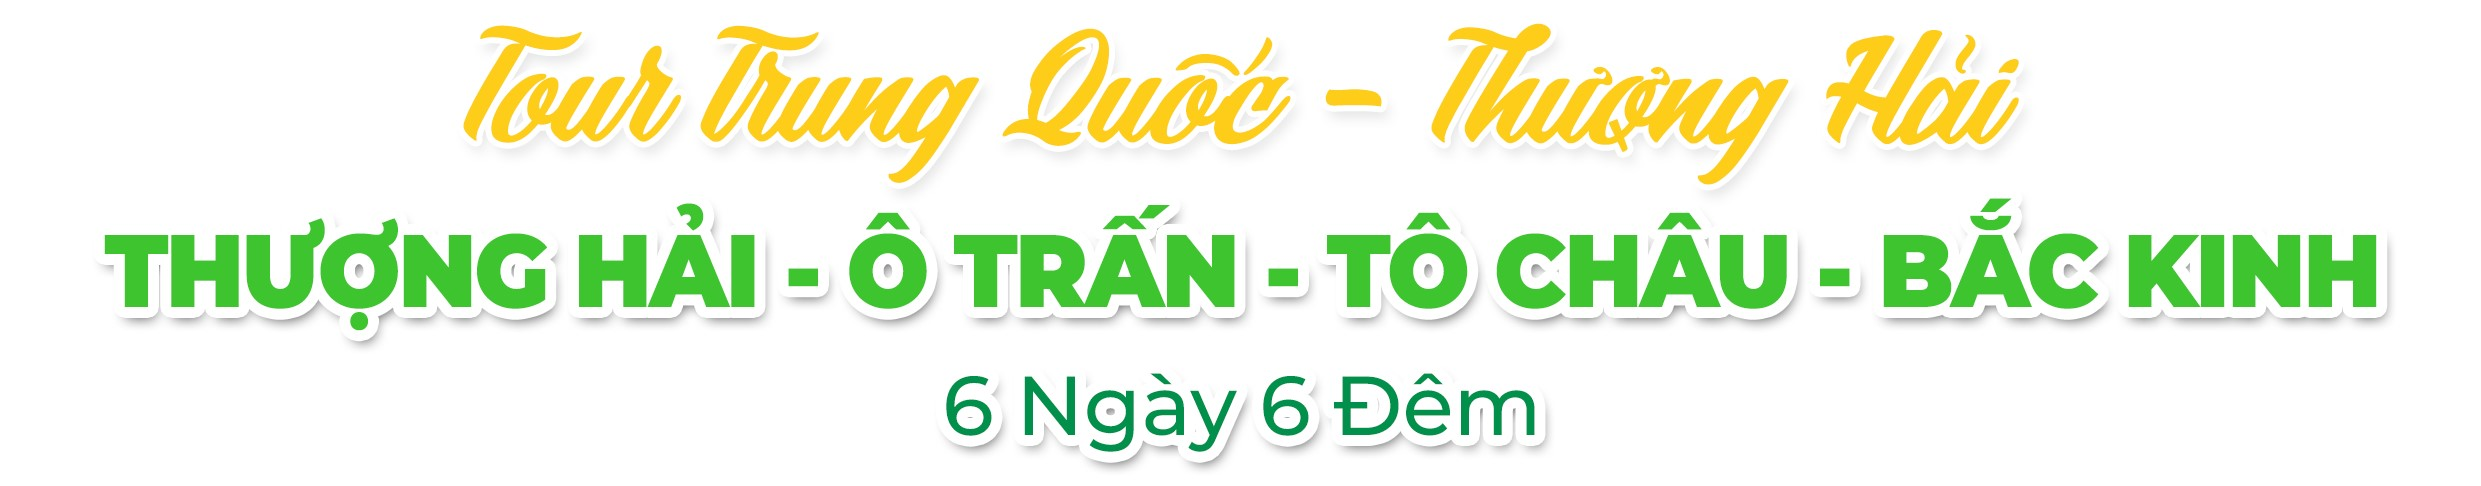 Tour Trung Quốc - Thượng Hải
THƯỢNG HẢI - Ô TRẤN - TÔ CHÂU - BẮC KINH
6 Ngày 6 Đêm